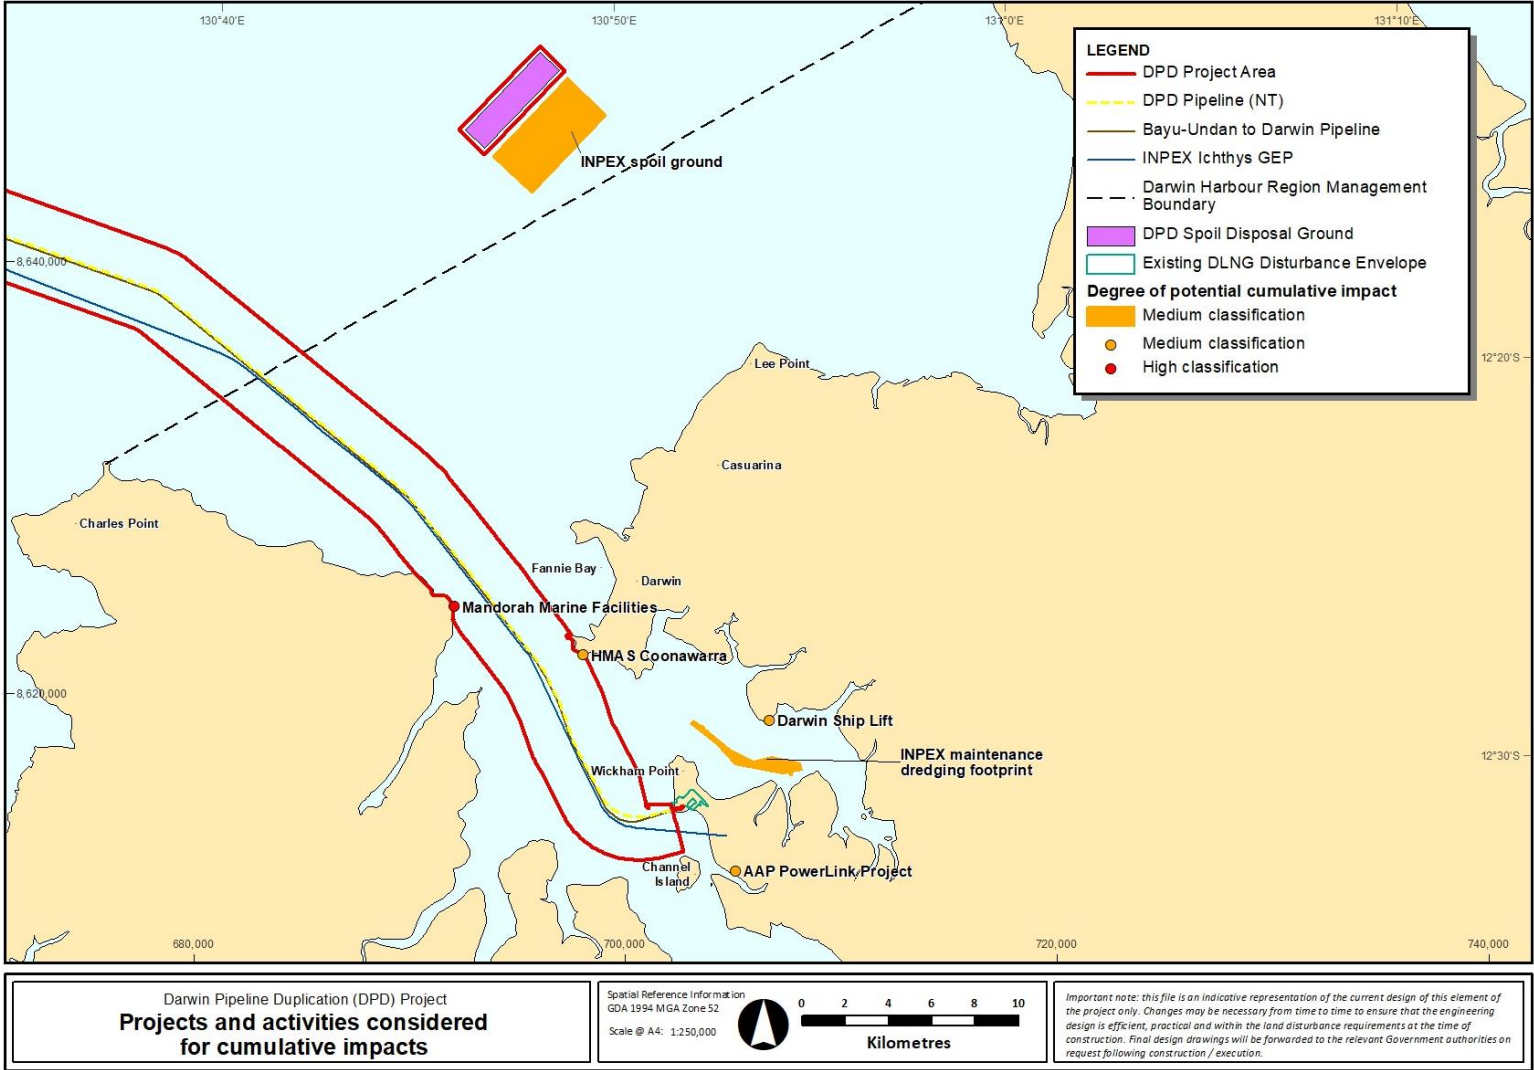 130°40'E
130°50'E
131°0'E
131°10'E
LEGEND
DPD Project Area
DPD Pipeline (NT)
Bayu-Undan to Darwin Pipeline
INPEX Ichthys GEP
Darwin Harbour Region Management
Boundary
DPD Spoil Disposal Ground
Existing DLNG Disturbance Envelope
Degree of potential cumulative impact
Medium classification
Medium classification
High classification
INPEX spoil ground
8,640,000
12°20'S
Lee Point
Casuarina
Charles Point
Fannie Bay
Darwin
Mandorah Marine Facilities
HMAS Coonawarra
8,620,000
Darwin Ship Lift
INPEX maintenance
dredging footprint
12°30'S
Wickham Point
Channel
Island
AAP PowerLink Project
680,000
700,000
720,000
740,000
Darwin Pipeline Duplication (DPD) Project
Projects and activities considered
for cumulative impacts
Spatial Reference Information
GDA 1994 MGA Zone 52
Scale @ A4: 1:250,000
0 2 4 6 8 10
Kilometres
Important note: this file is an indicative representation of the current design of this element of
the project only. Changes may be necessary from time to time to ensure that the engineering
design is efficient, practical and within the land disturbance requirements at the time of
construction. Final design drawings will be forwarded to the relevant Government authorities on
request following construction / execution.